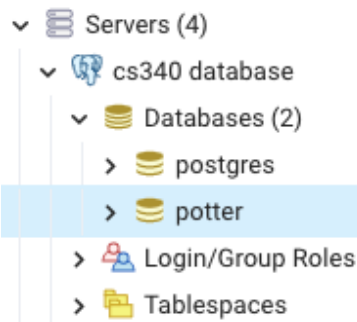 Servers (4)
cs340 database
Databases (2)
postgres
potter
Login/Group Roles
Tablespaces